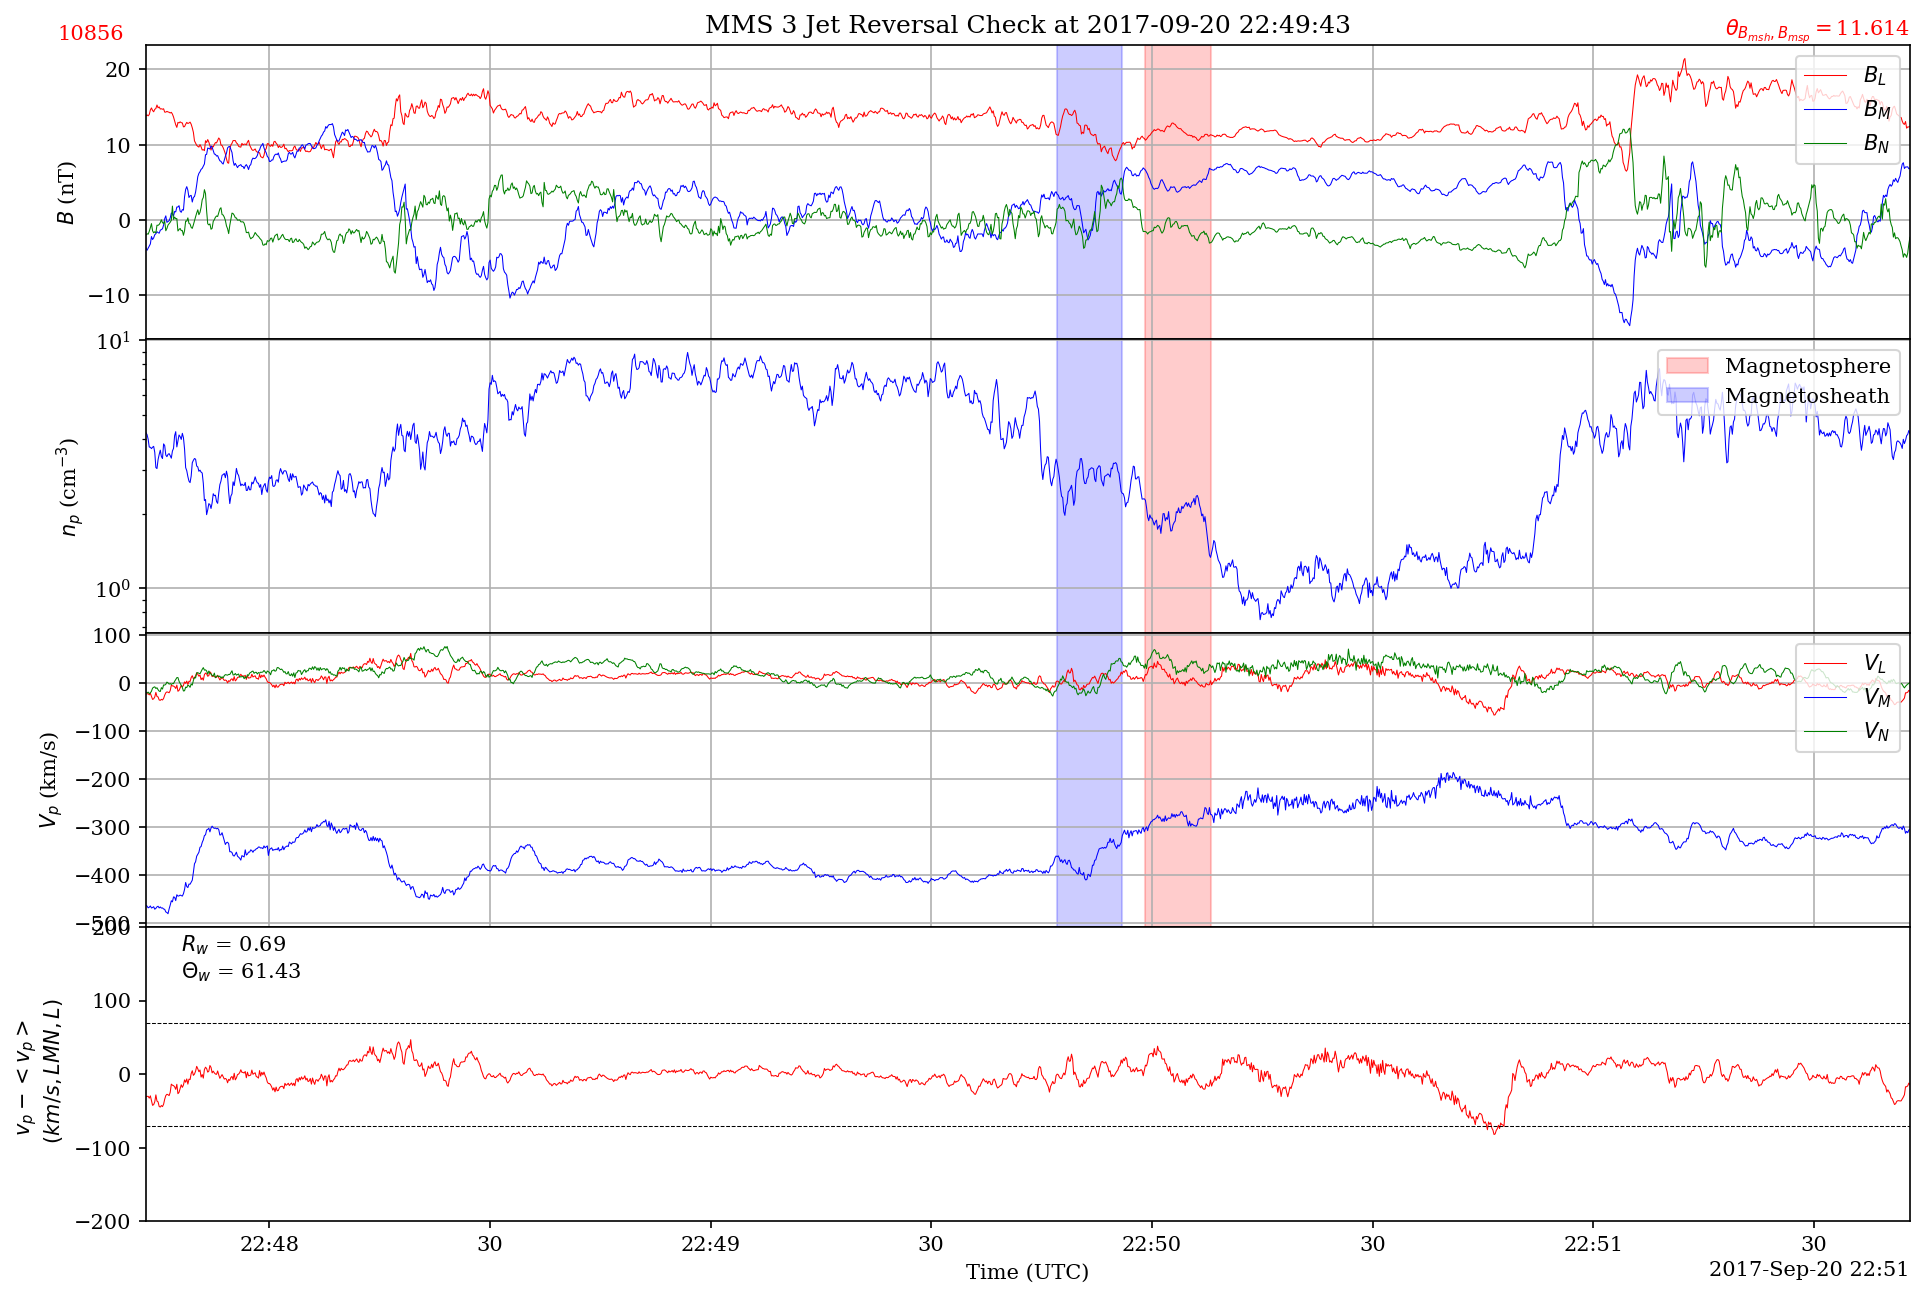 MMS 3 Jet Reversal Check at 2017-09-20 22:49:43
10856
θ_{B_{msh}, B_{msp}} = 11.614
20
10
0
−10
B (nT)
B_L
B_M
B_N
10^1
10^0
n_p (cm^{−3})
Magnetosphere
Magnetosheath
100
0
−100
−200
−300
−400
−500
V_p (km/s)
V_L
V_M
V_N
200
100
0
−100
−200
v_p − < v_p >
(km/s, LMN, L)
R_w = 0.69
Θ_w = 61.43
22:48
30
22:49
30
22:50
30
22:51
30
Time (UTC)
2017-Sep-20 22:51